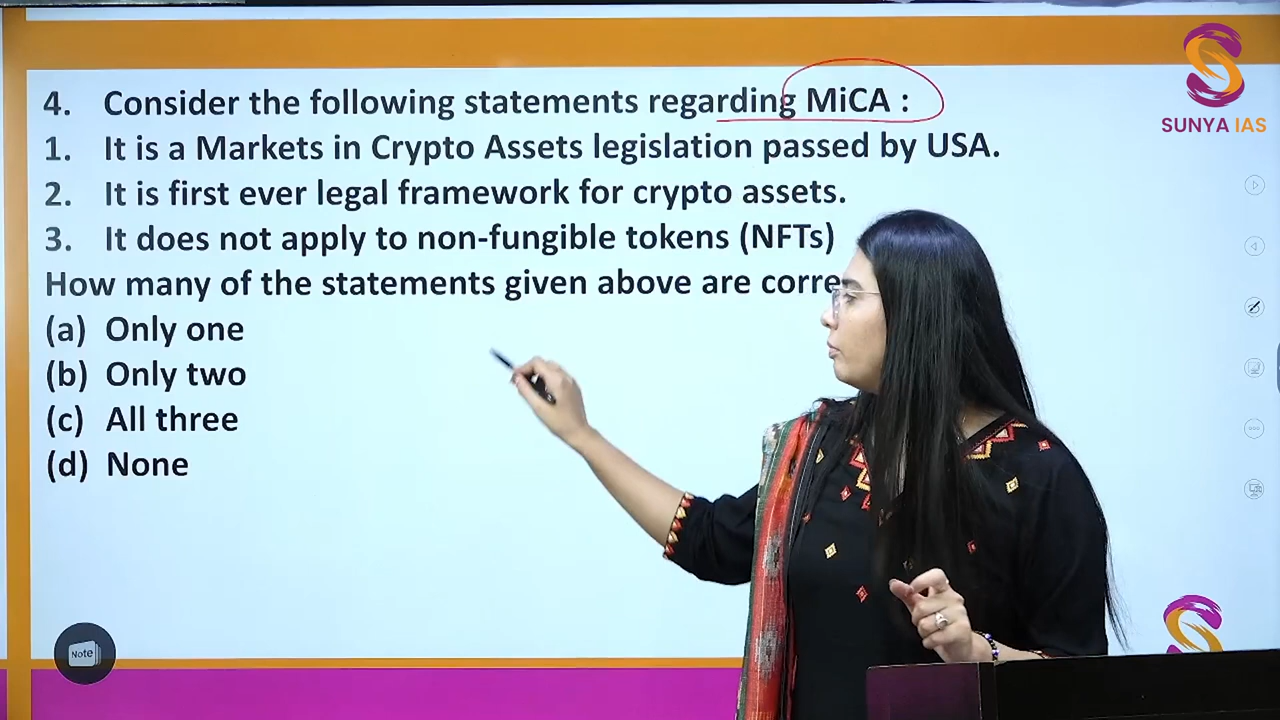 SUNYA IAS
4. Consider the following statements regarding MiCA :
1. It is a Markets in Crypto Assets legislation passed by USA.
2. It is first ever legal framework for crypto assets.
3. It does not apply to non-fungible tokens (NFTs)
How many of the statements given above are
(a) Only one
(b) Only two
(c) All three
(d) None
Note